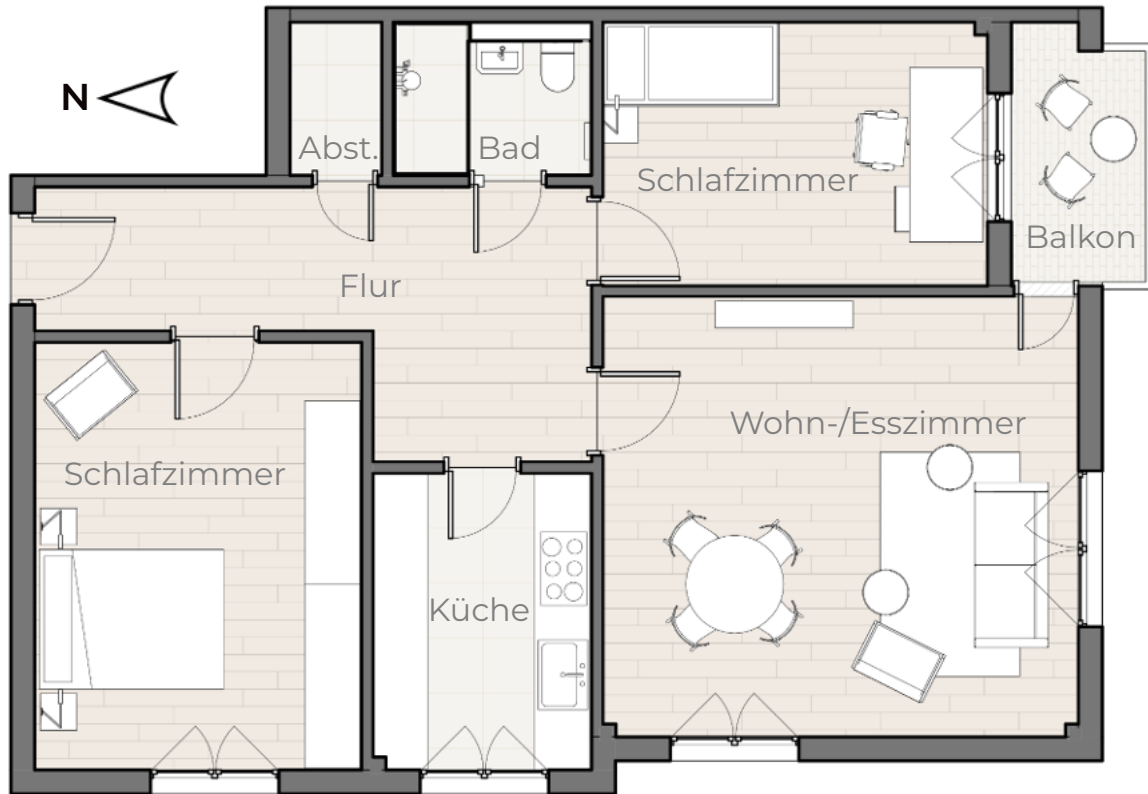 N
Abst.
Bad
Schlafzimmer
Balkon
Flur
Wohn-/Esszimmer
Schlafzimmer
Küche